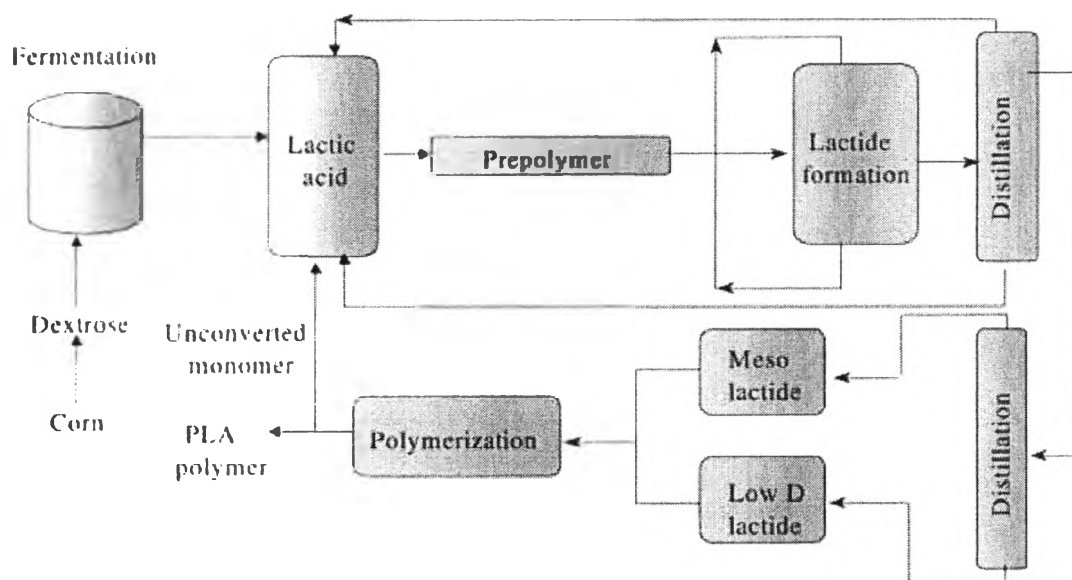 Fermentation
Lactic
acid
Prepolymer
Lactide
formation
Distillation
Dextrose
Corn
Unconverted
monomer
PLA
polymer
Polymerization
Meso
lactide
Low D
lactide
Distillation